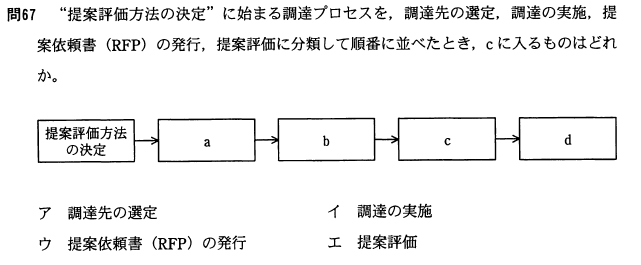 問67 “提案評価方法の決定”に始まる調達プロセスを，調達先の選定，調達の実施，提
案依頼書（RFP）の発行，提案評価に分類して順番に並べたとき，cに入るものはどれ
か。
提案評価方法
の決定
a
b
c
d
ア 調達先の選定
イ 調達の実施
ウ 提案依頼書（RFP）の発行
エ 提案評価